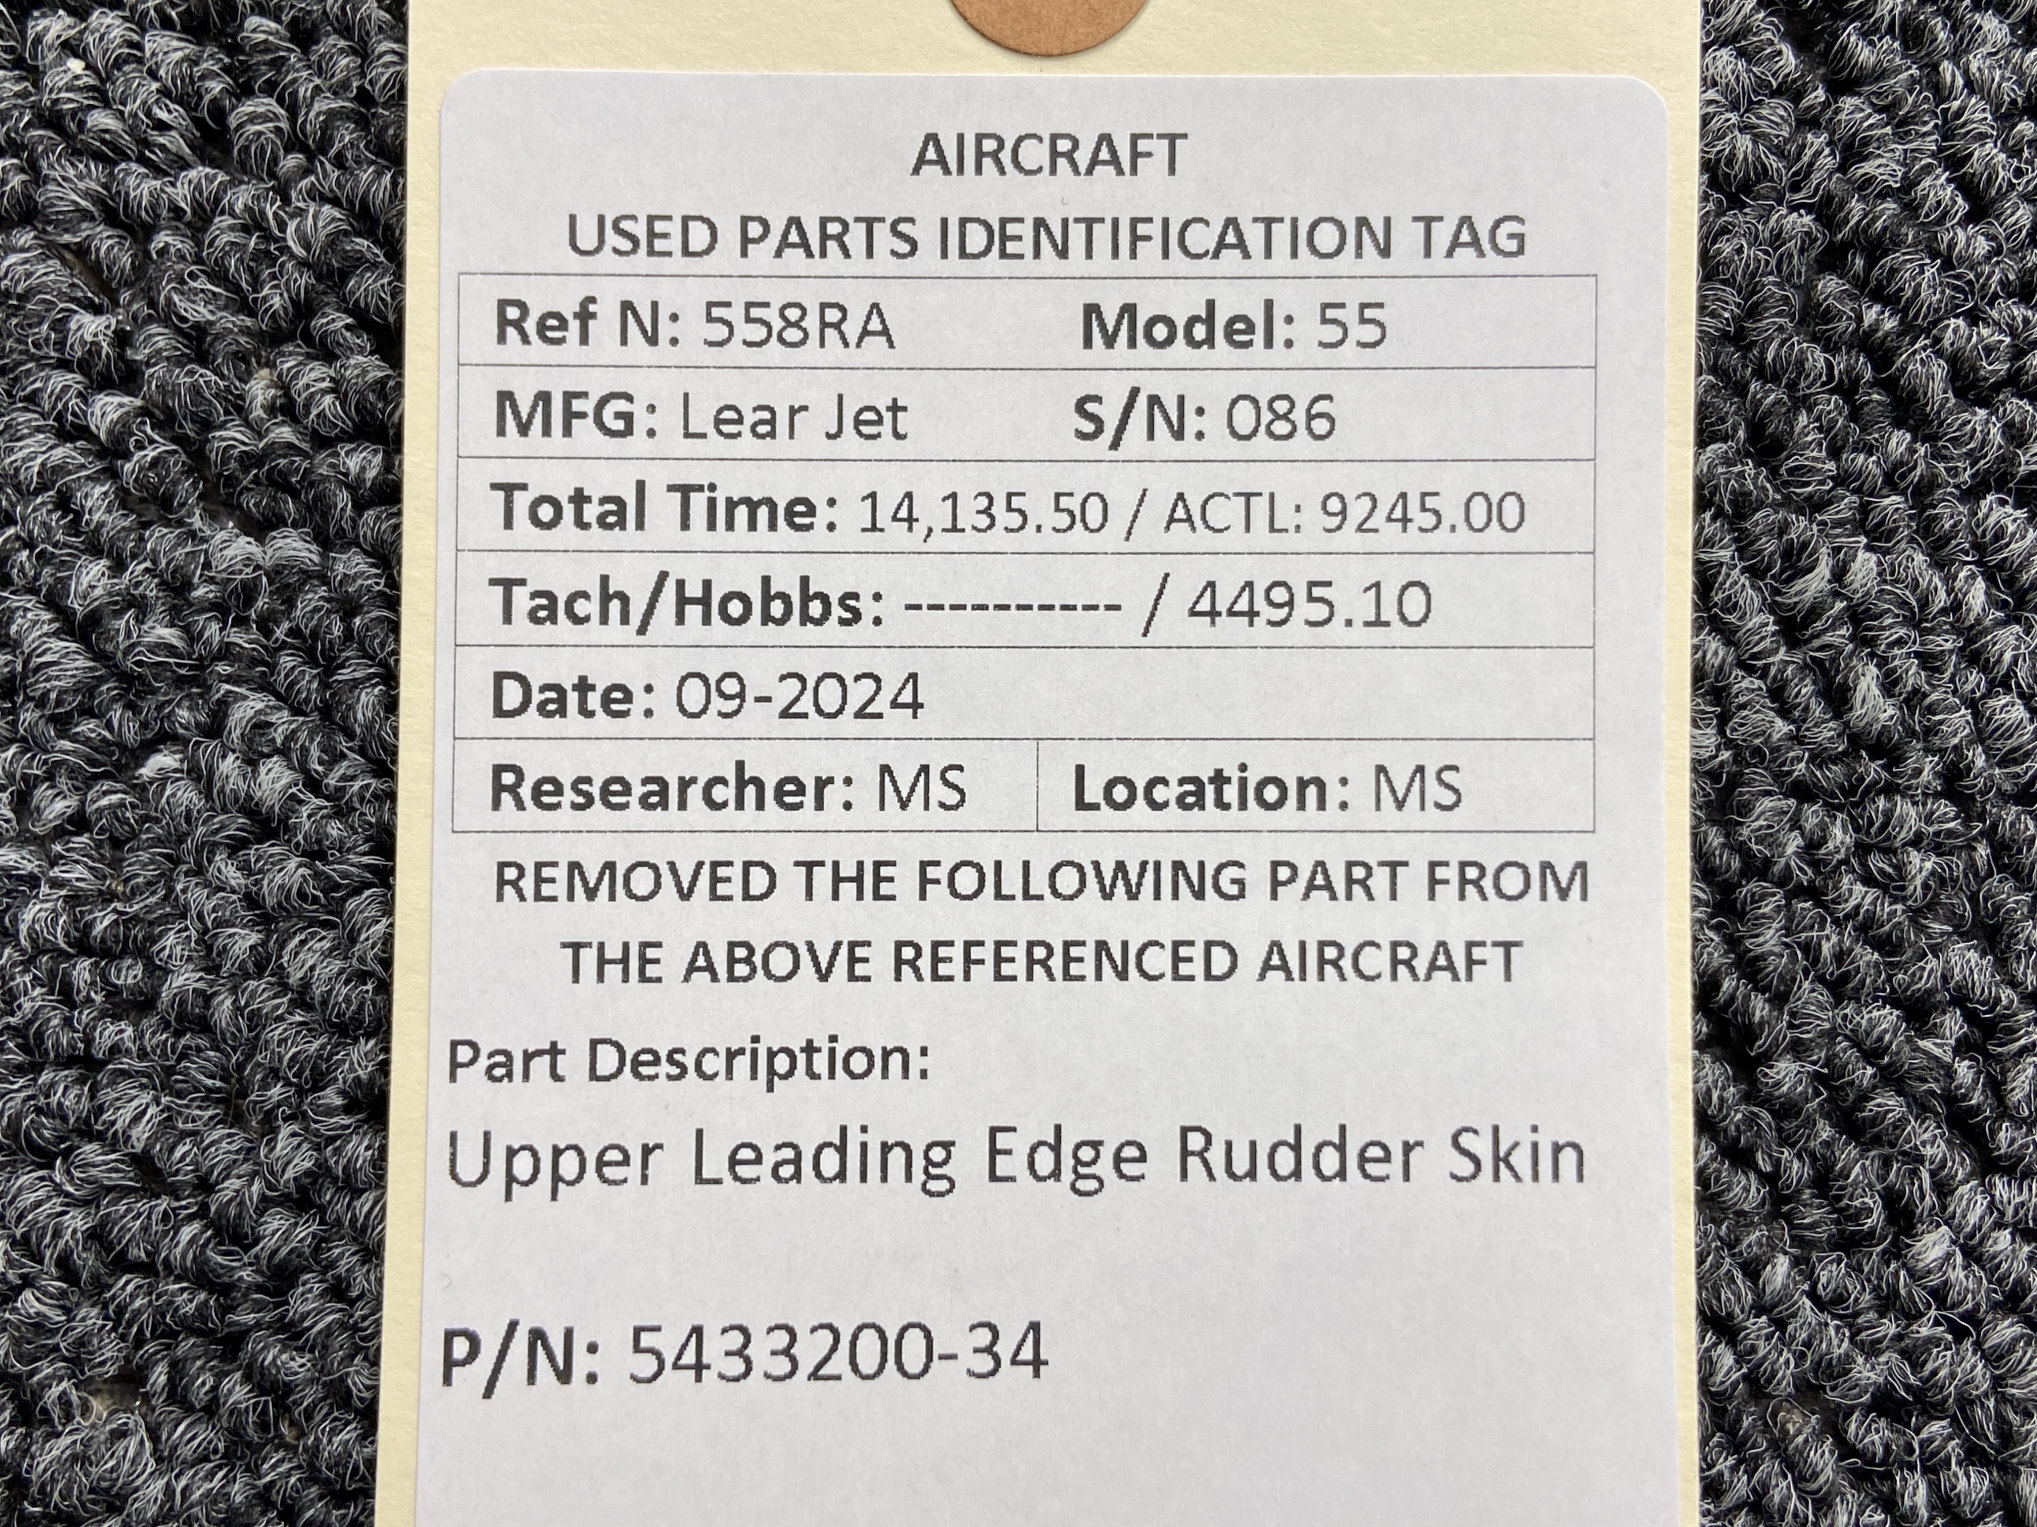 AIRCRAFT
USED PARTS IDENTIFICATION TAG
Ref N: 558RA Model: 55
MFG: Lear Jet S/N: 086
Total Time: 14,135.50 / ACTL: 9245.00
Tach/Hobbs: ---------- / 4495.10
Date: 09-2024
Researcher: MS Location: MS
REMOVED THE FOLLOWING PART FROM
THE ABOVE REFERENCED AIRCRAFT
Part Description:
Upper Leading Edge Rudder Skin
P/N: 5433200-34